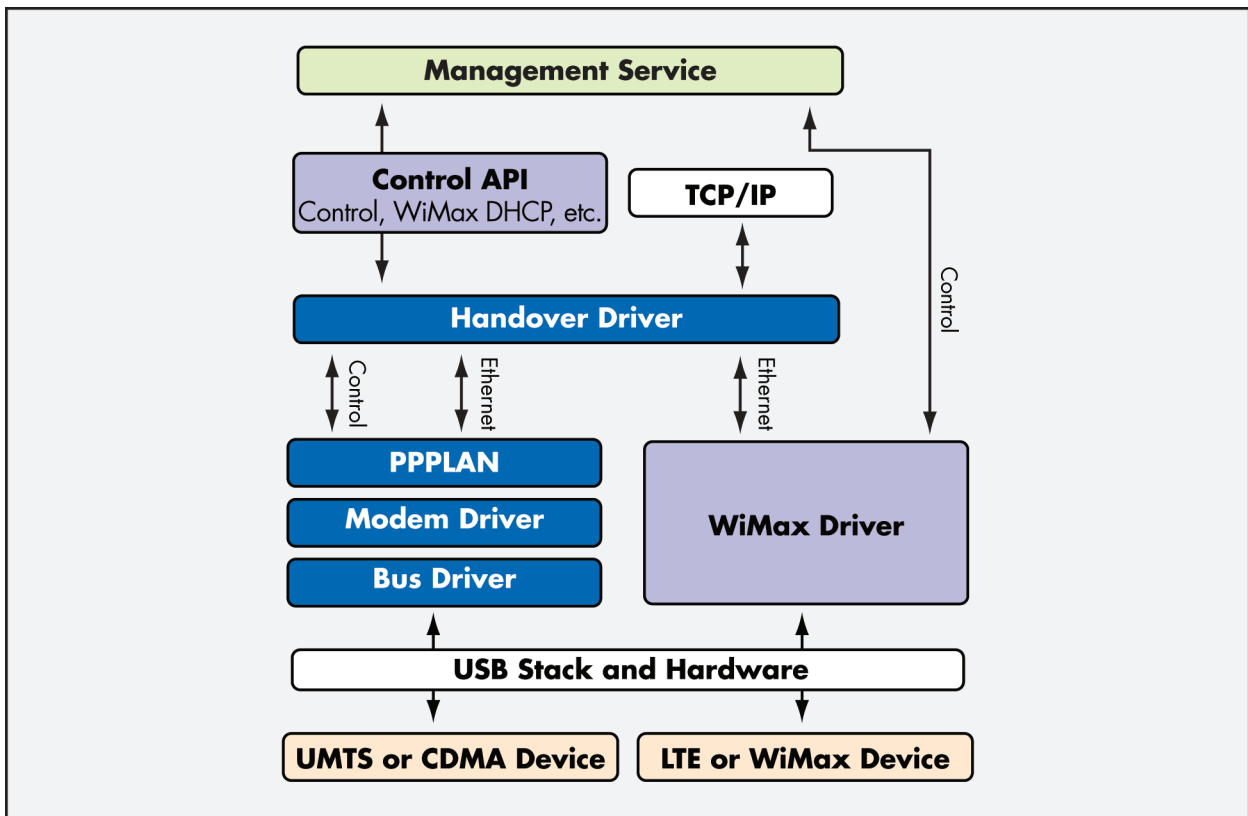 Management Service
Control API
Control, WiMax DHCP, etc.
TCP/IP
Control
Handover Driver
Control
Ethernet
Ethernet
PPPLAN
Modem Driver
Bus Driver
WiMax Driver
USB Stack and Hardware
UMTS or CDMA Device
LTE or WiMax Device